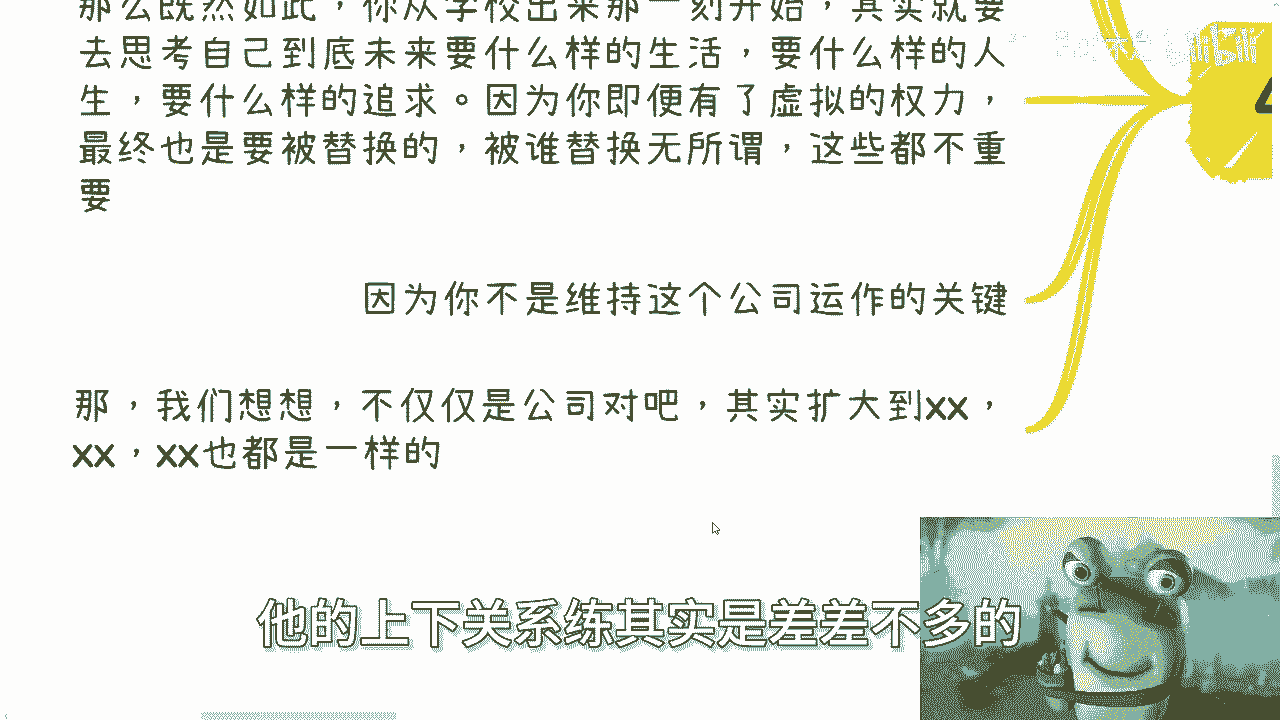 那么既然如此，你从学校出来那一刻开始，其实就要
去思考自己到底未来要什么样的生活，要什么样的人
生，要什么样的追求。因为你即便有了虚拟的权力，
最终也是要被替换的，被谁替换无所谓，这些都不重
要
因为你不是维持这个公司运作的关键
那，我们想想，不仅仅是公司对吧，其实扩大到xx，
xx，xx也都是一样的
他的上下关系练其实是差差不多的